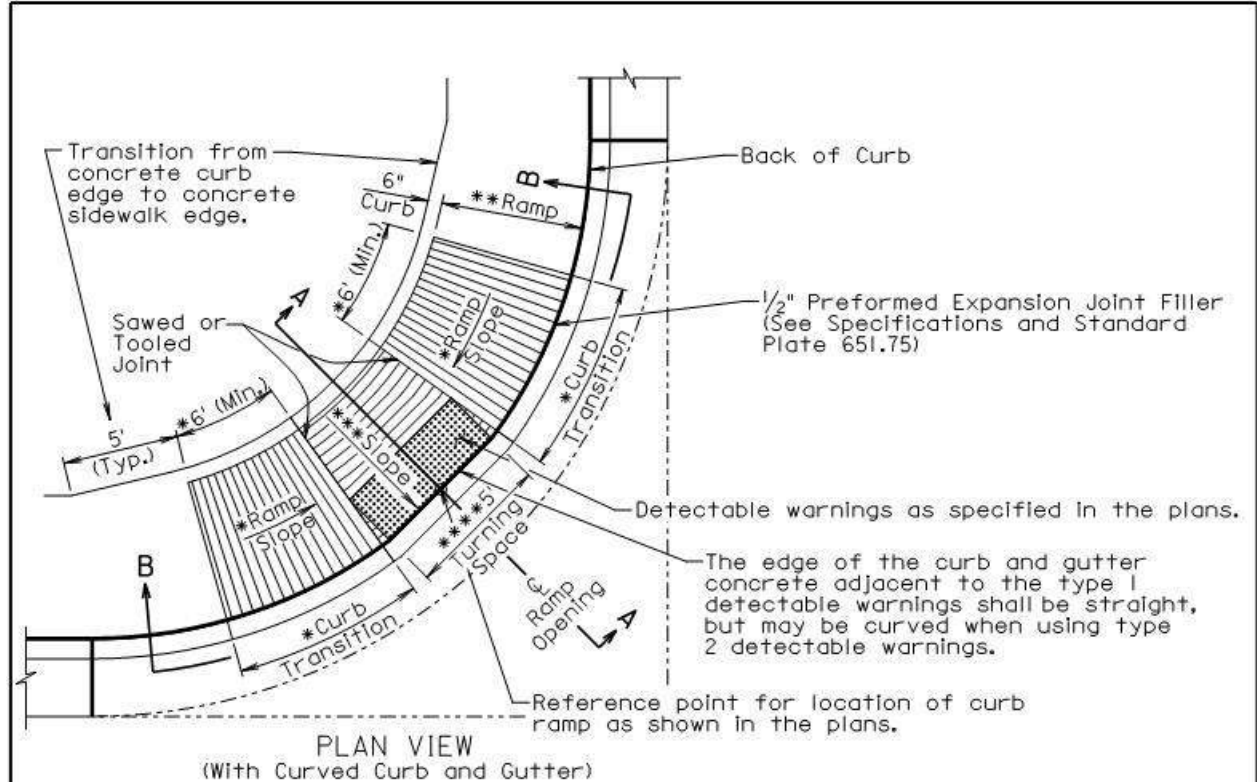 Transition from
concrete curb
edge to concrete
sidewalk edge.
Back of Curb
6"
Curb
**Ramp
B
*6' (Min.)
A
*Ramp
Slope
1/2" Preformed Expansion Joint Filler
(See Specifications and Standard
Plate 651.75)
Sawed or
Tooled
Joint
*Curb
Transition
*6' (Min.)
5'
(Typ.)
***Slope
*Ramp
Slope
****5'
Turning
Space
Detectable warnings as specified in the plans.
The edge of the curb and gutter
concrete adjacent to the type 1
detectable warnings shall be straight,
but may be curved when using type
2 detectable warnings.
B
℄
Ramp
Opening
A
*Curb
Transition
Reference point for location of curb
ramp as shown in the plans.
PLAN VIEW
(With Curved Curb and Gutter)